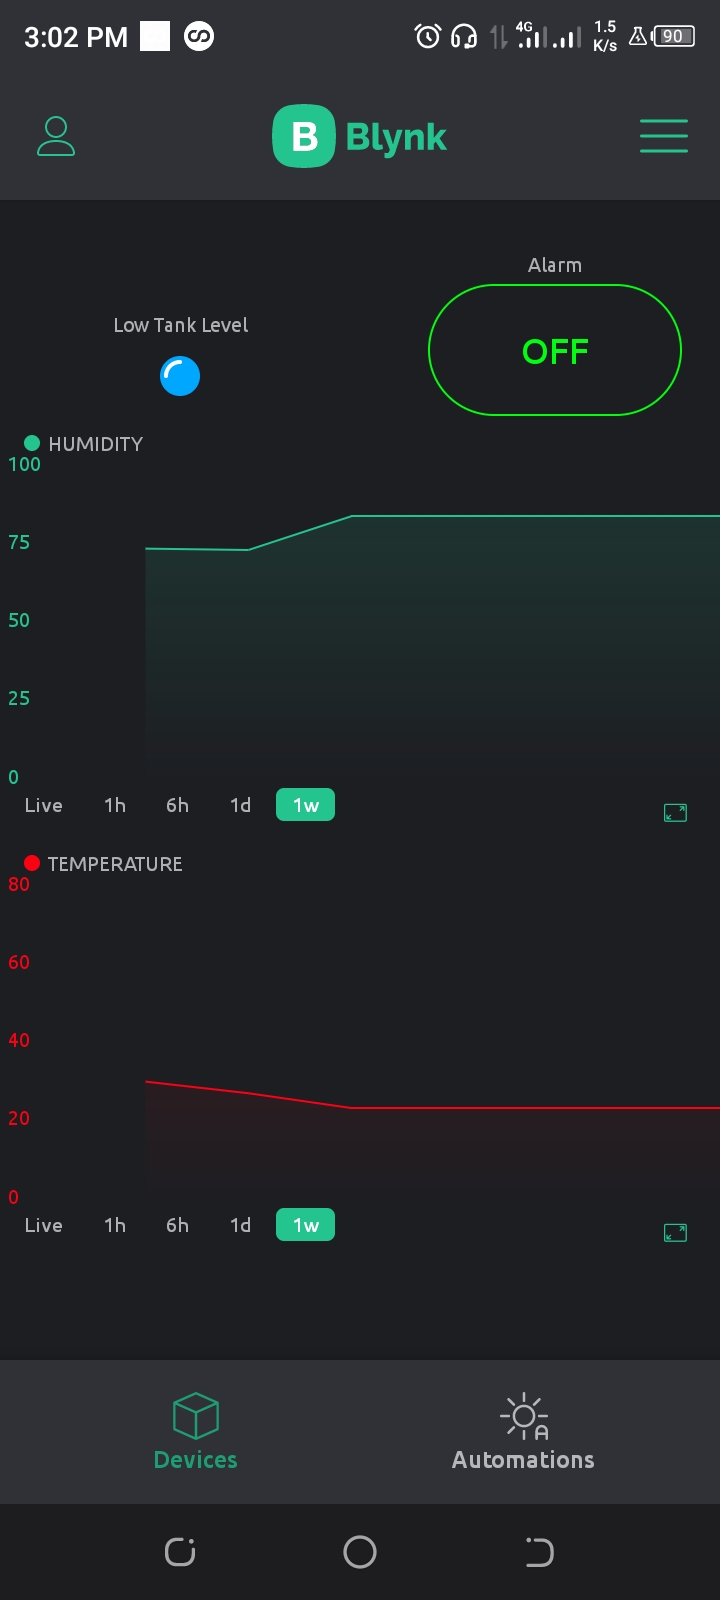 3:02 PM
4G
1.5
K/s
90
B Blynk
Alarm
Low Tank Level
OFF
HUMIDITY
100
75
50
25
0
Live 1h 6h 1d 1w
TEMPERATURE
80
60
40
20
0
Live 1h 6h 1d 1w
A
Devices Automations